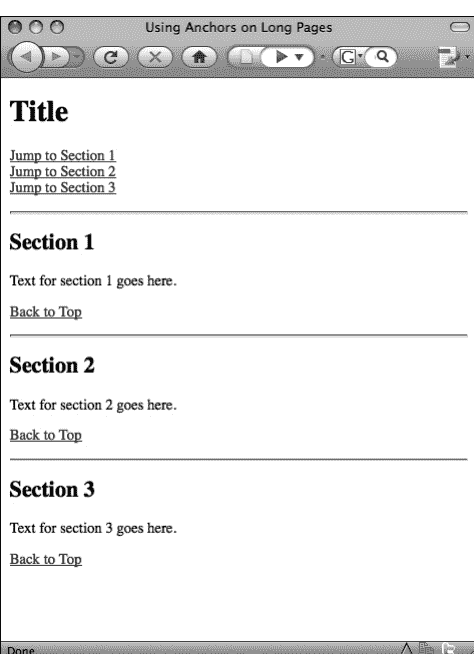 Using Anchors on Long Pages
G
Title
Jump to Section 1
Jump to Section 2
Jump to Section 3
Section 1
Text for section 1 goes here.
Back to Top
Section 2
Text for section 2 goes here.
Back to Top
Section 3
Text for section 3 goes here.
Back to Top
Done